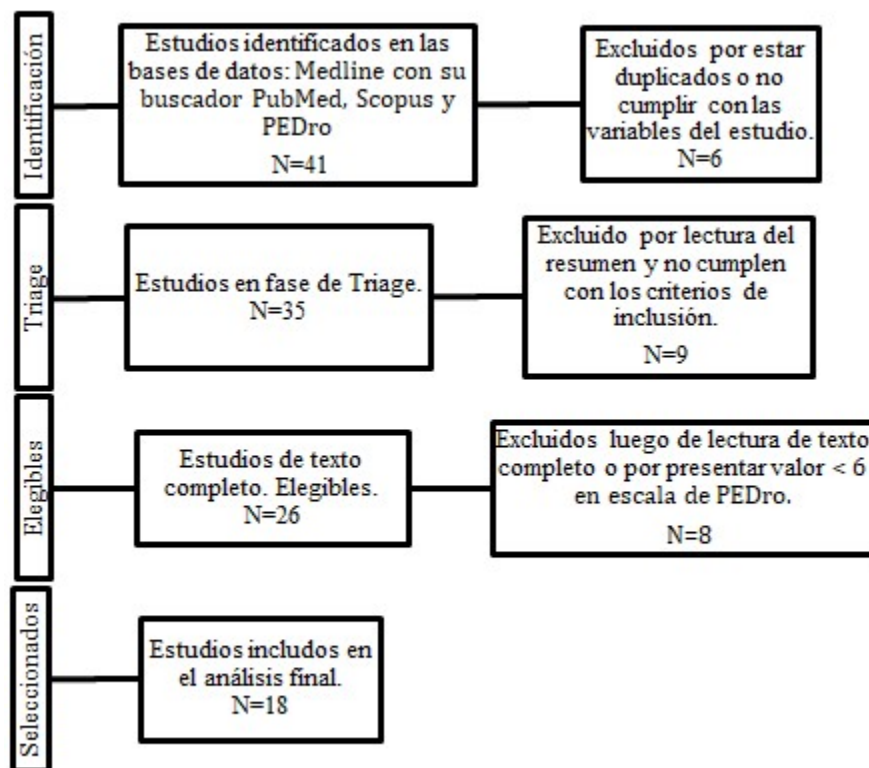 Identificación
Estudios identificados en las
bases de datos: Medline con su
buscador PubMed, Scopus y
PEDro
N=41
Excluidos por estar
duplicados o no
cumplir con las
variables del estudio.
N=6
Triage
Estudios en fase de Triage.
N=35
Excluido por lectura del
resumen y no cumplen
con los criterios de
inclusión.
N=9
Elegibles
Estudios de texto
completo. Elegibles.
N=26
Excluidos luego de lectura de texto
completo o por presentar valor < 6
en escala de PEDro.
N=8
Seleccionados
Estudios includos en
el análisis final.
N=18